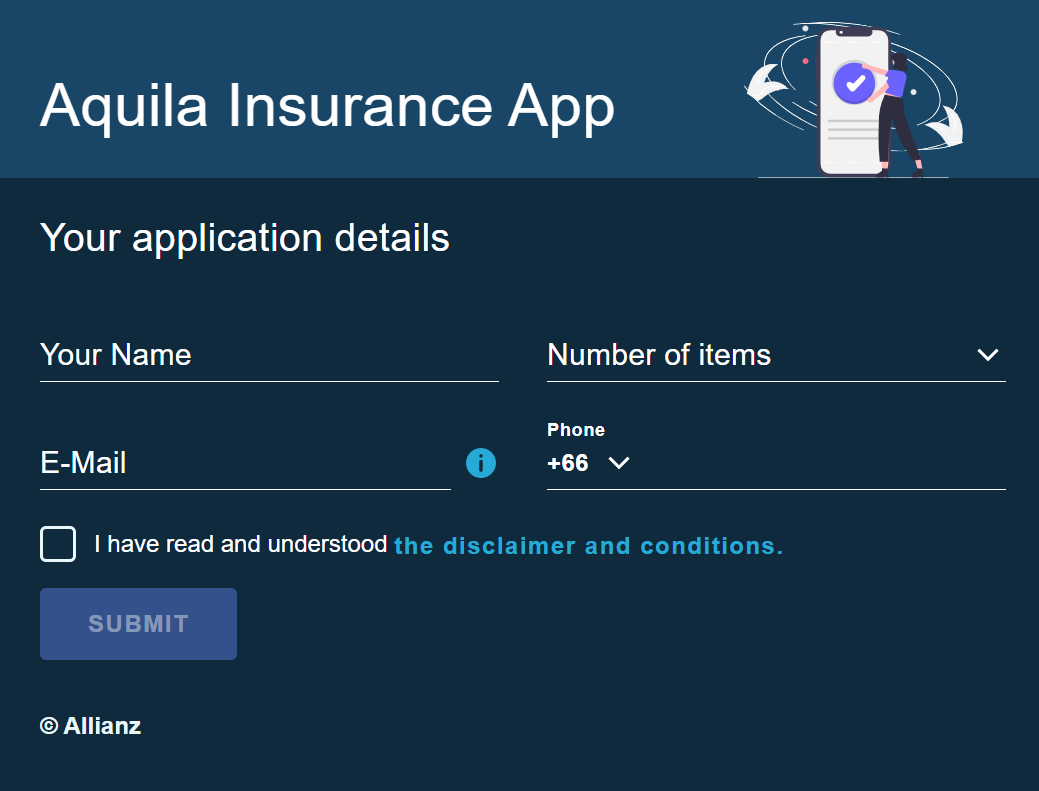 Aquila Insurance App
Your application details
Your Name
Number of items
E-Mail
Phone
+66
I have read and understood the disclaimer and conditions.
SUBMIT
© Allianz